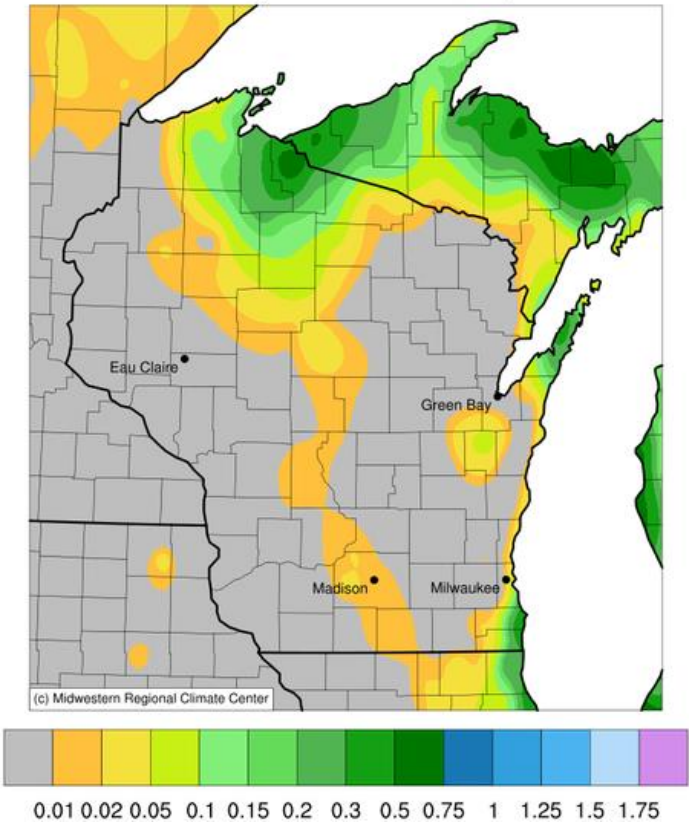 Eau Claire
Green Bay
Madison
Milwaukee
(c) Midwestern Regional Climate Center
0.01 0.02 0.05 0.1 0.15 0.2 0.3 0.5 0.75 1 1.25 1.5 1.75